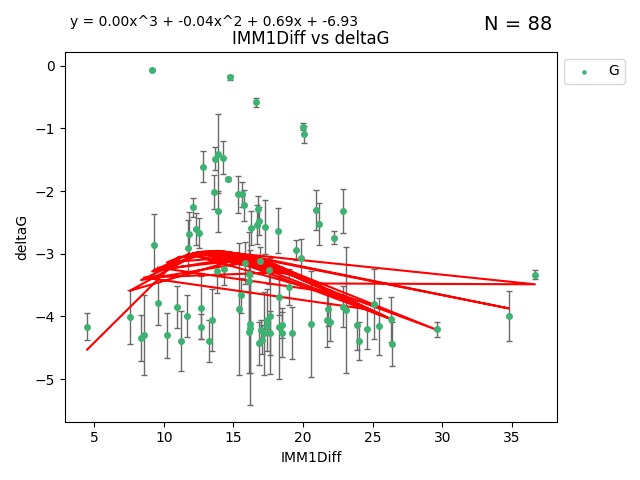 y = 0.00x^3 + -0.04x^2 + 0.69x + -6.93
N = 88
IMM1Diff vs deltaG
G
deltaG
0
−1
−2
−3
−4
−5
5 10 15 20 25 30 35
IMM1Diff